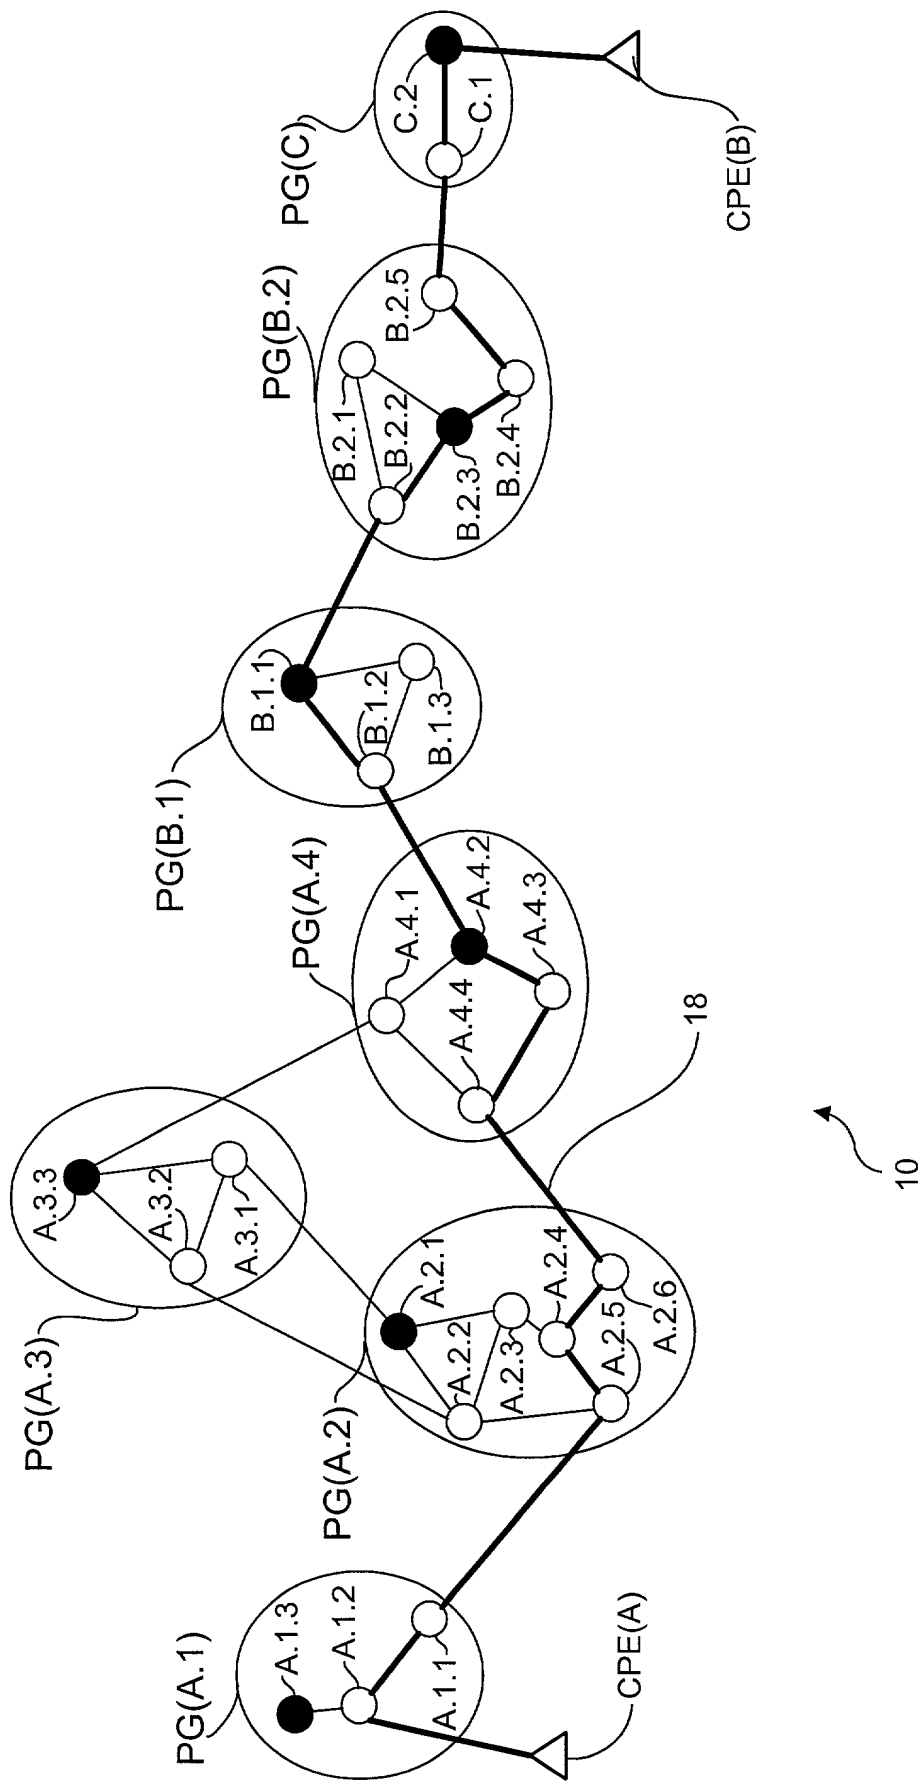 PG(A.1)
A.1.3
A.1.2
A.1.1
CPE(A)
PG(A.2)
A.2.1
A.2.2
A.2.3
A.2.4
A.2.5
A.2.6
PG(A.3)
A.3.3
A.3.2
A.3.1
PG(A.4)
A.4.1
A.4.4
A.4.2
A.4.3
18
10
PG(B.1)
B.1.1
B.1.2
B.1.3
PG(B.2)
B.2.1
B.2.2
B.2.3
B.2.4
B.2.5
PG(C)
C.2
C.1
CPE(B)